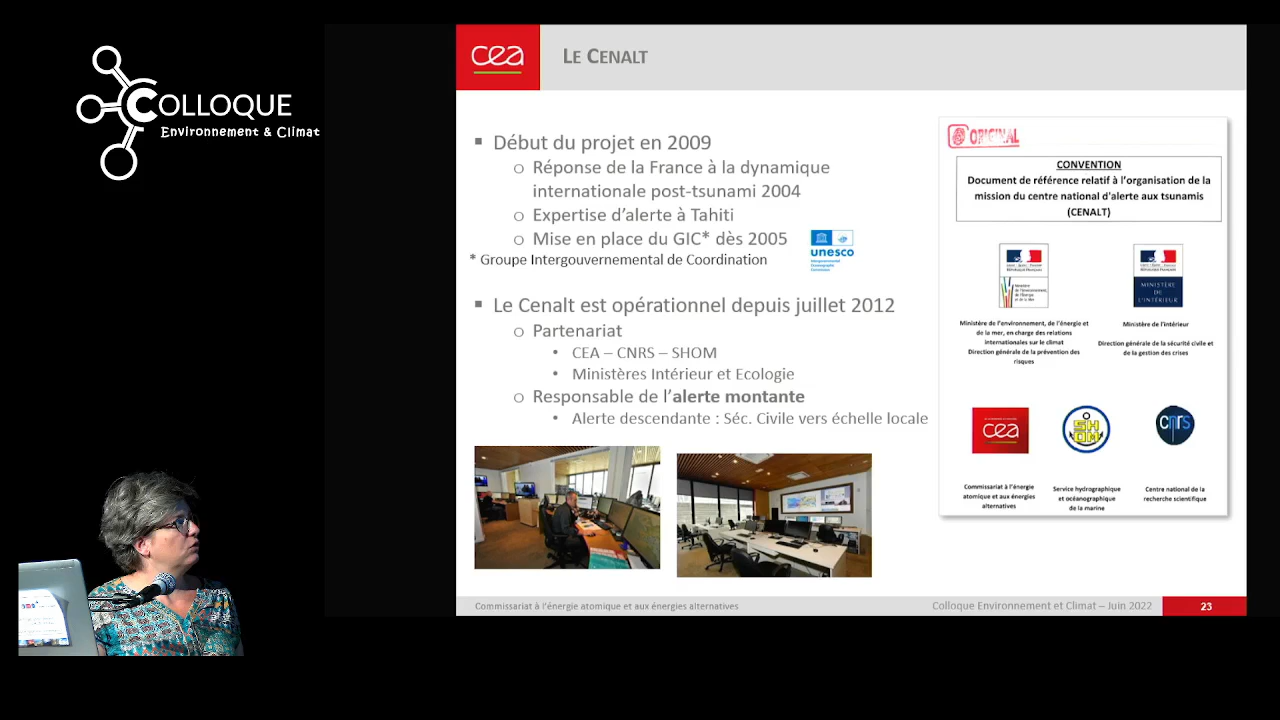 COLLOQUE
Environnement & Climat
cea
LE CENALT
Début du projet en 2009
Réponse de la France à la dynamique
internationale post-tsunami 2004
Expertise d'alerte à Tahiti
Mise en place du GIC* dès 2005
* Groupe Intergouvernemental de Coordination
unesco
Le Cenalt est opérationnel depuis juillet 2012
Partenariat
CEA – CNRS – SHOM
Ministères Intérieur et Ecologie
Responsable de l'alerte montante
Alerte descendante : Séc. Civile vers échelle locale
ORIGINAL
CONVENTION
Document de référence relatif à l'organisation de la
mission du centre national d'alerte aux tsunamis
(CENALT)
MINISTÈRE
DE
L'INTÉRIEUR
Ministère de l'environnement, de l'énergie et
de la mer, en charge des relations
internationales sur le climat
Direction générale de la prévention des
risques
Ministère de l'intérieur
Direction générale de la sécurité civile et
de la gestion des crises
cea
SH
OM
cnrs
Commissariat à l'énergie
atomique et aux énergies
alternatives
Service hydrographique
et océanographique
de la marine
Centre national de la
recherche scientifique
Commissariat à l'énergie atomique et aux énergies alternatives
Colloque Environnement et Climat – Juin 2022
23